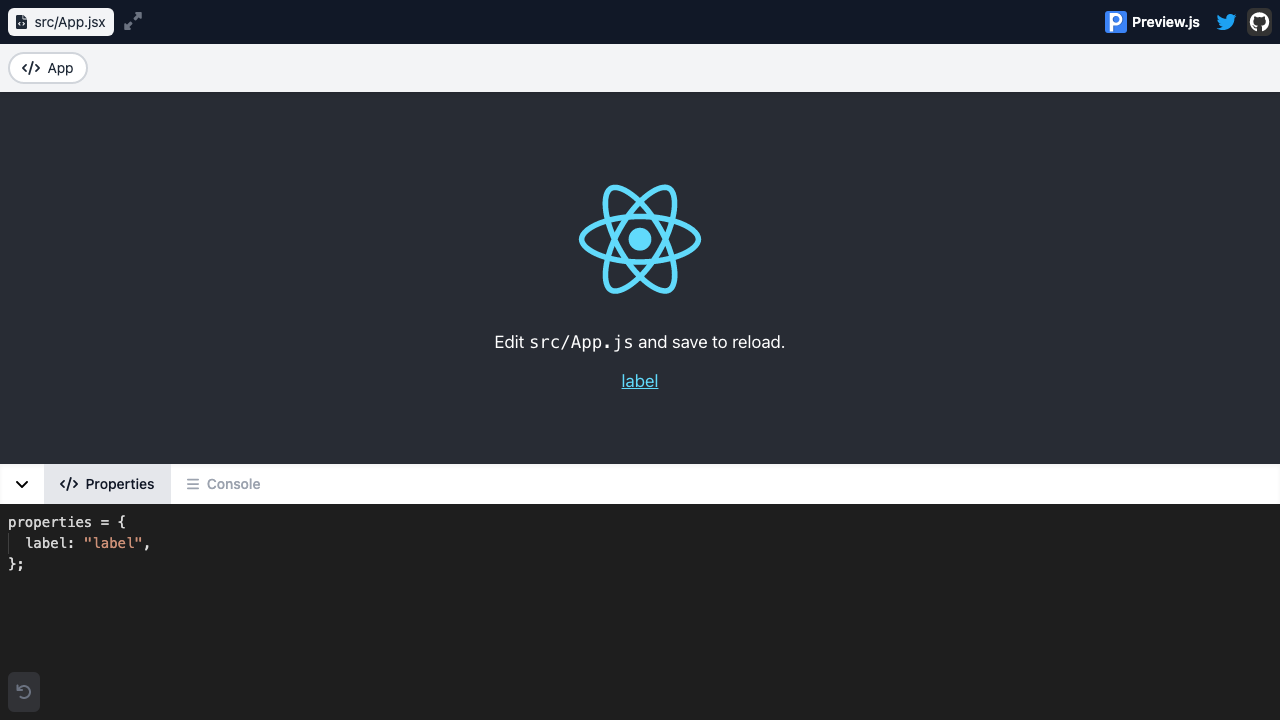 src/App.jsx
Preview.js
App
Edit src/App.js and save to reload.
label
Properties
Console
properties = {
  label: "label",
};